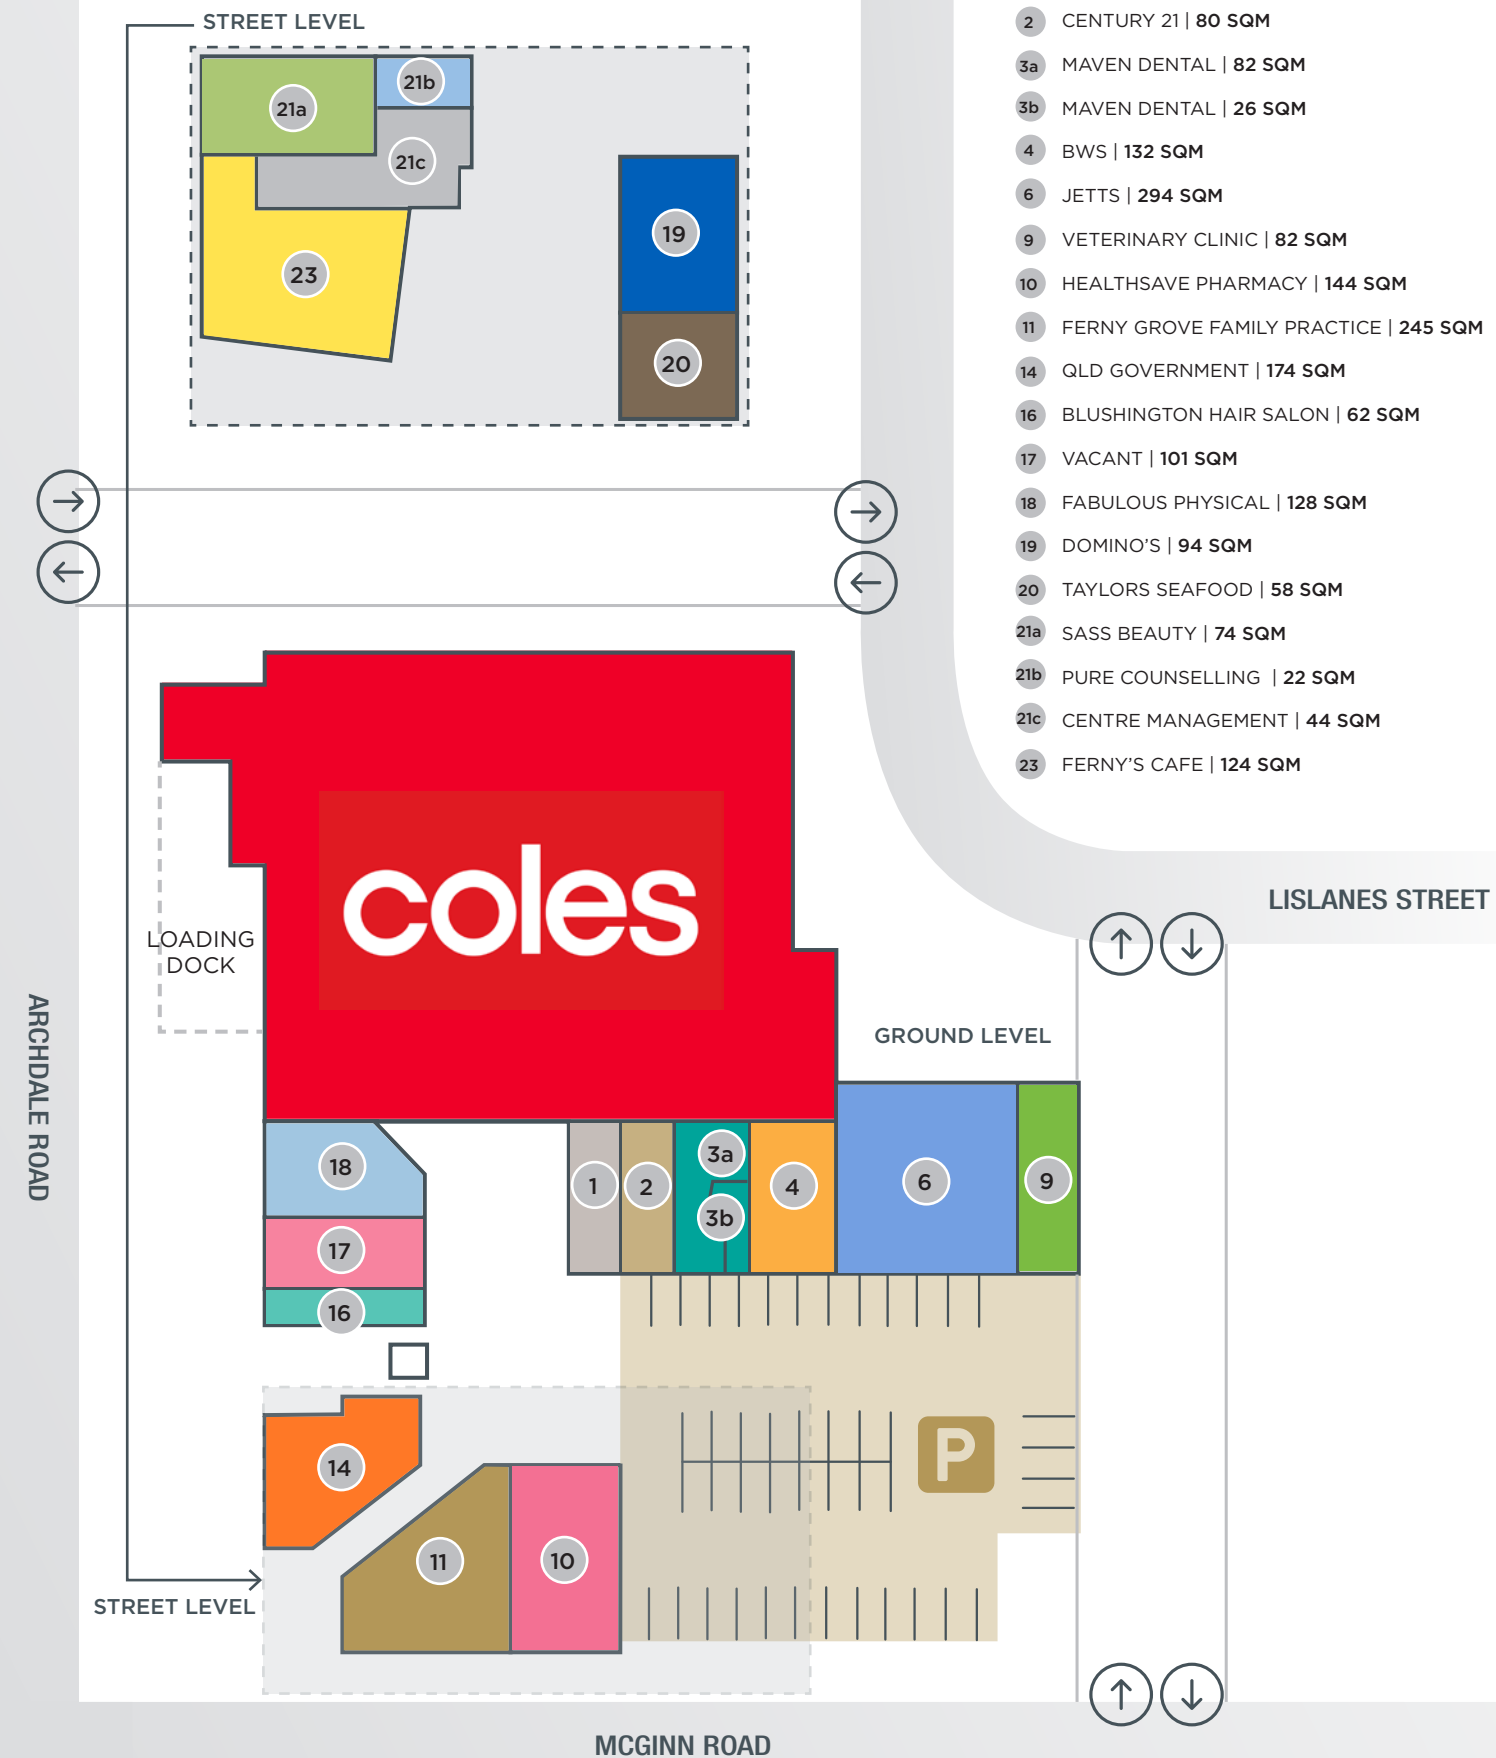 STREET LEVEL
21a
21b
21c
23
19
20
2 CENTURY 21 | 80 SQM
3a MAVEN DENTAL | 82 SQM
3b MAVEN DENTAL | 26 SQM
4 BWS | 132 SQM
6 JETTS | 294 SQM
9 VETERINARY CLINIC | 82 SQM
10 HEALTHSAVE PHARMACY | 144 SQM
11 FERNY GROVE FAMILY PRACTICE | 245 SQM
14 QLD GOVERNMENT | 174 SQM
16 BLUSHINGTON HAIR SALON | 62 SQM
17 VACANT | 101 SQM
18 FABULOUS PHYSICAL | 128 SQM
19 DOMINO'S | 94 SQM
20 TAYLORS SEAFOOD | 58 SQM
21a SASS BEAUTY | 74 SQM
21b PURE COUNSELLING | 22 SQM
21c CENTRE MANAGEMENT | 44 SQM
23 FERNY'S CAFE | 124 SQM
coles
LOADING
DOCK
LISLANES STREET
ARCHDALE ROAD
GROUND LEVEL
18
17
16
1
2
3a
3b
4
6
9
14
11
10
P
STREET LEVEL
MCGINN ROAD